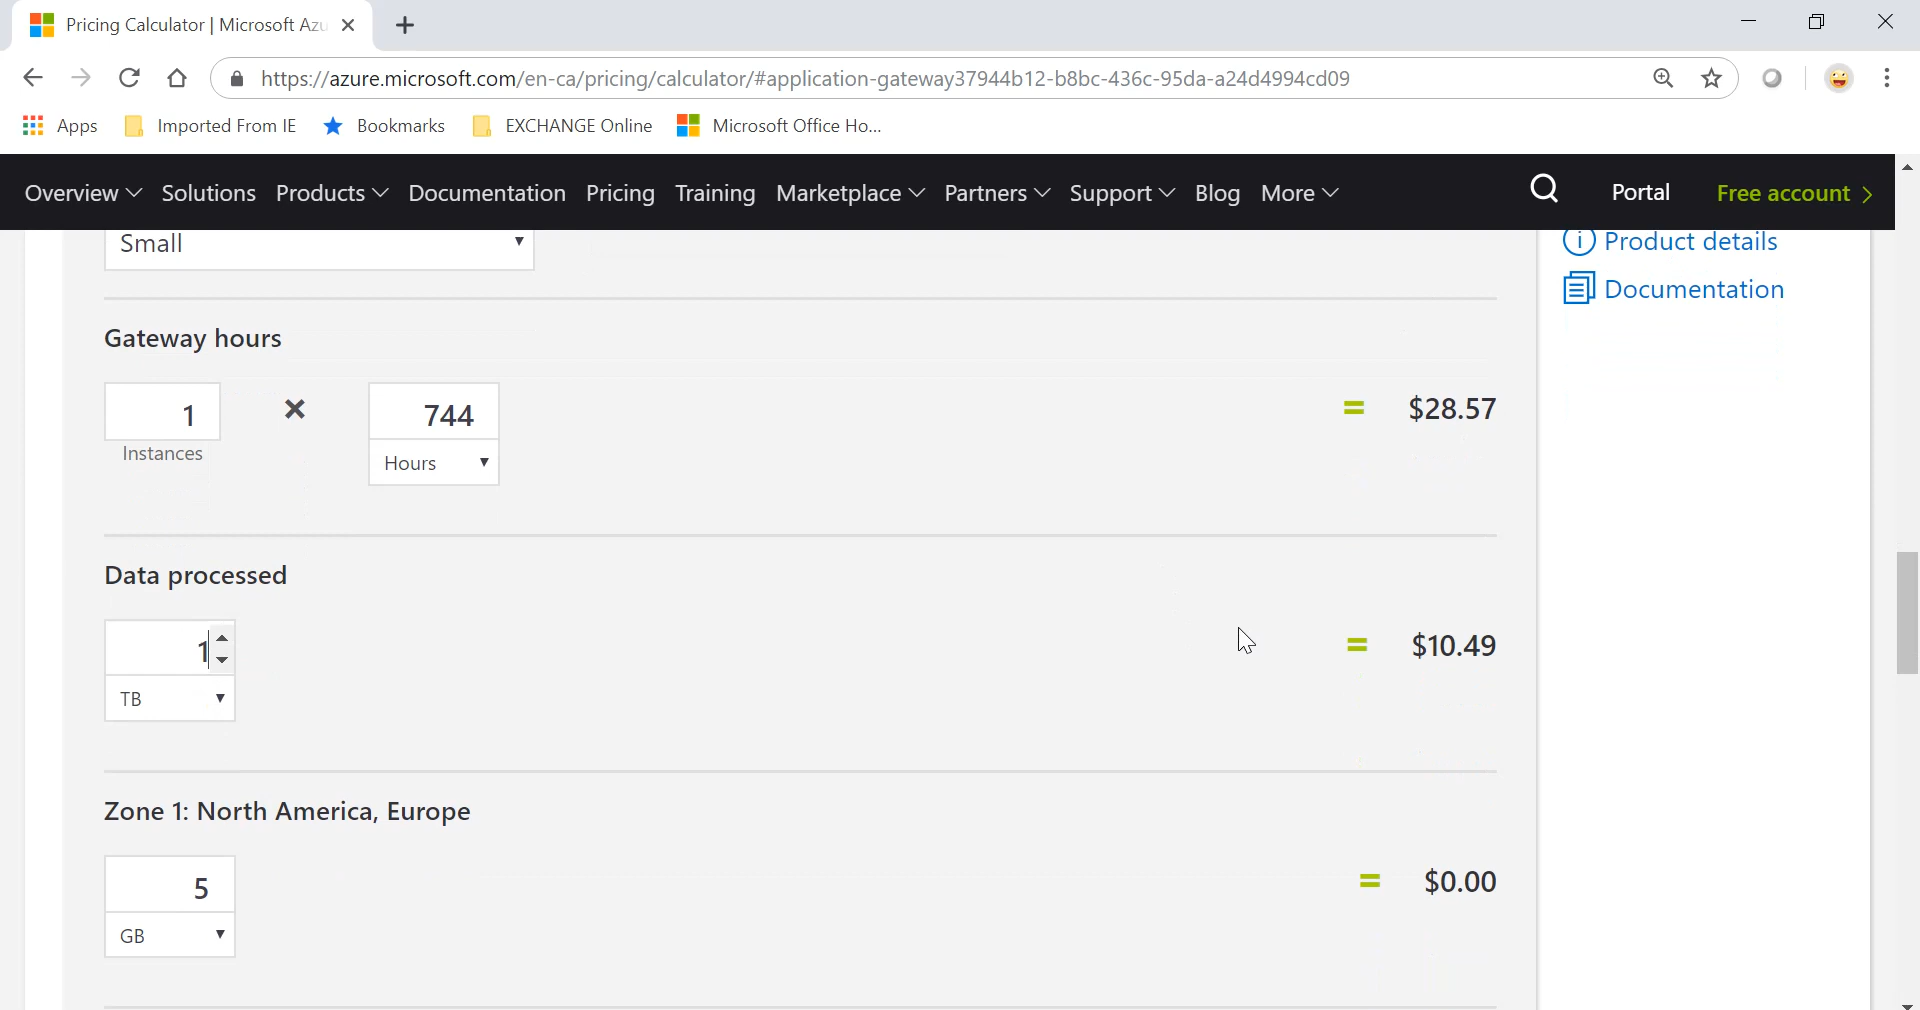 Pricing Calculator | Microsoft Azu
https://azure.microsoft.com/en-ca/pricing/calculator/#application-gateway37944b12-b8bc-436c-95da-a24d4994cd09
Apps Imported From IE Bookmarks EXCHANGE Online Microsoft Office Ho...
Overview Solutions Products Documentation Pricing Training Marketplace Partners Support Blog More Portal Free account
Small
Product details
Documentation
Gateway hours
1 × 744 = $28.57
Instances Hours
Data processed
1 = $10.49
TB
Zone 1: North America, Europe
5 = $0.00
GB